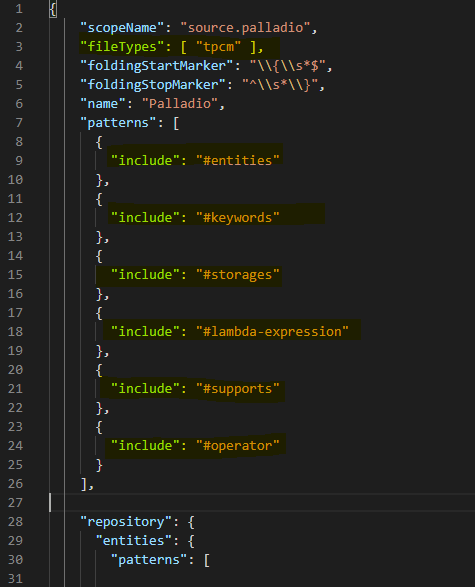 1 {
2 "scopeName": "source.palladio",
3 "fileTypes": [ "tpcm" ],
4 "foldingStartMarker": "\\{\\s*$",
5 "foldingStopMarker": "^\\s*\\}",
6 "name": "Palladio",
7 "patterns": [
8 {
9 "include": "#entities"
10 },
11 {
12 "include": "#keywords"
13 },
14 {
15 "include": "#storages"
16 },
17 {
18 "include": "#lambda-expression"
19 },
20 {
21 "include": "#supports"
22 },
23 {
24 "include": "#operator"
25 }
26 ],
27
28 "repository": {
29 "entities": {
30 "patterns": [
31